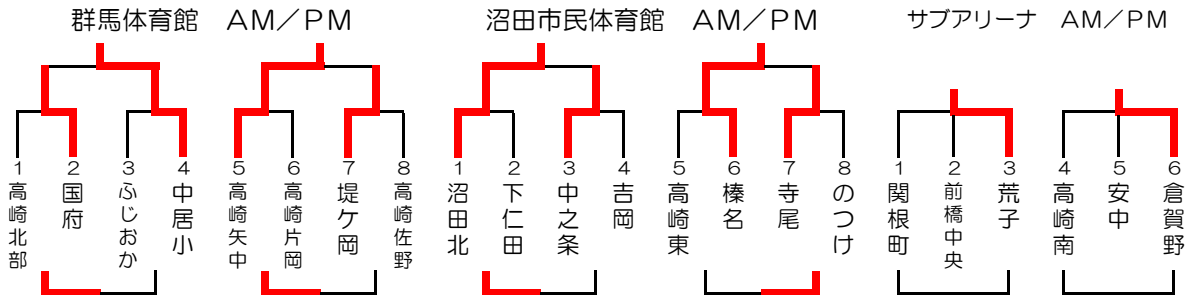 群馬体育館　AM／PM
沼田市民体育館　AM／PM
サブアリーナ　AM／PM
1 高崎北部
2 国府
3 ふじおか
4 中居小
5 高崎矢中
6 高崎片岡
7 堤ケ岡
8 高崎佐野
1 沼田北
2 下仁田
3 中之条
4 吉岡
5 高崎東
6 榛名
7 寺尾
8 のつけ
1 関根町
2 前橋中央
3 荒子
4 高崎南
5 安中
6 倉賀野